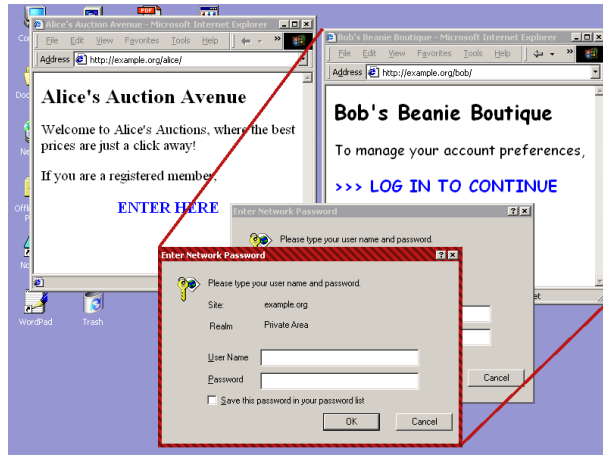 Alice's Auction Avenue - Microsoft Internet Explorer
File Edit View Favorites Tools Help »
Address http://example.org/alice/
Alice's Auction Avenue
Welcome to Alice's Auctions, where the best
prices are just a click away!
If you are a registered member,
ENTER HERE
Bob's Beanie Boutique - Microsoft Internet Explorer
File Edit View Favorites Tools Help »
Address http://example.org/bob/
Bob's Beanie Boutique
To manage your account preferences,
>>> LOG IN TO CONTINUE
Enter Network Password
Please type your user name and password.
Cancel
Enter Network Password
Please type your user name and password.
Site: example.org
Realm Private Area
User Name
Password
Save this password in your password list
OK Cancel
WordPad
Trash